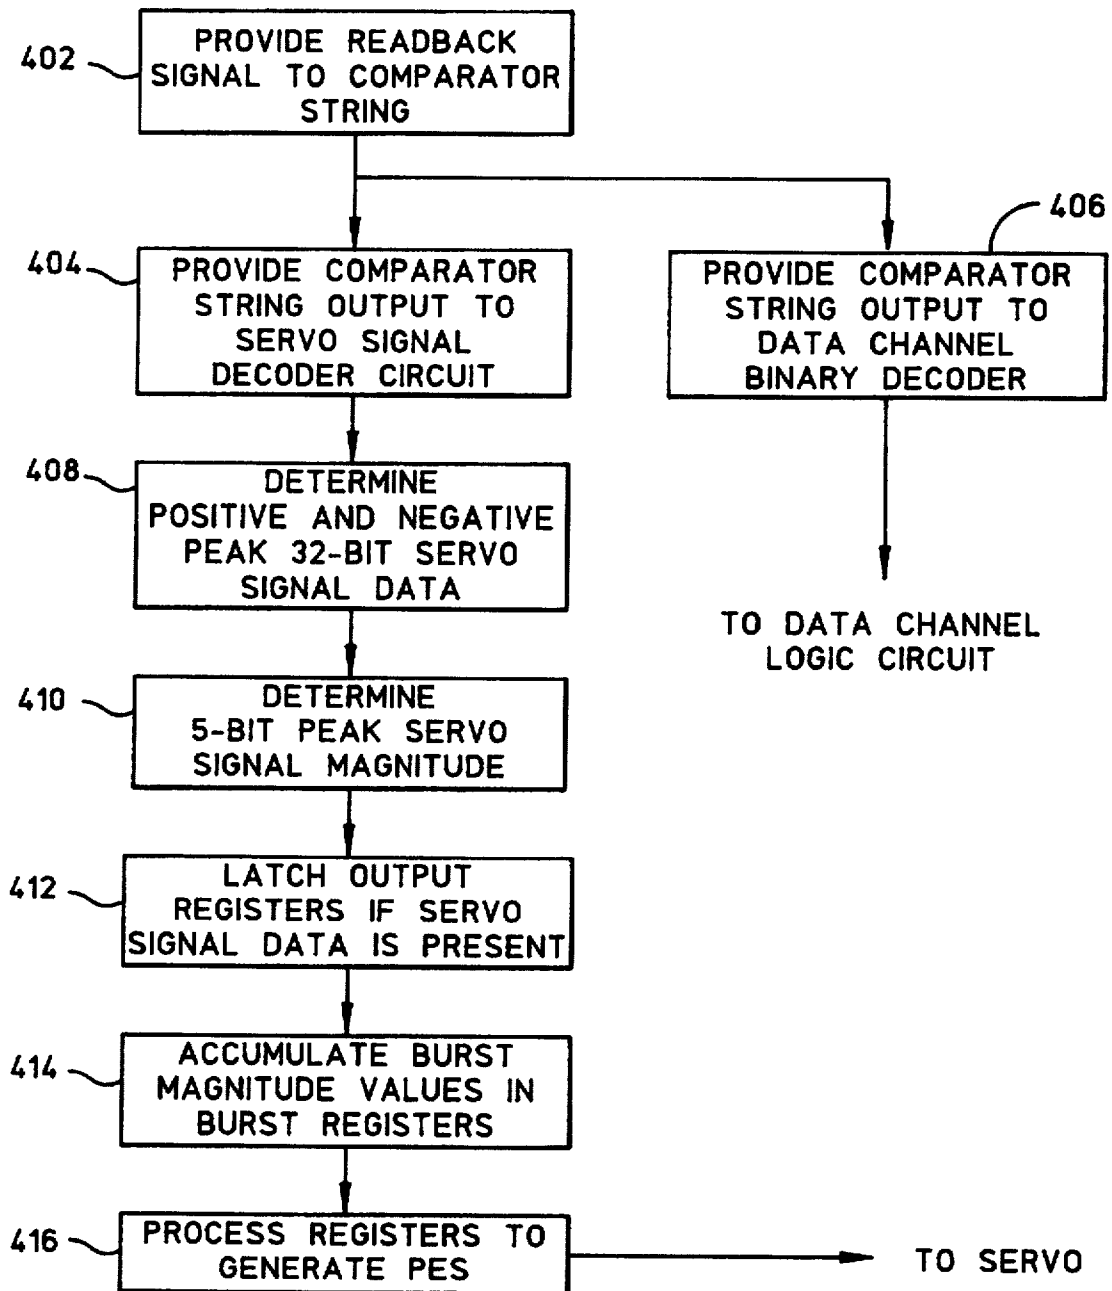 402
PROVIDE READBACK
SIGNAL TO COMPARATOR
STRING
404
PROVIDE COMPARATOR
STRING OUTPUT TO
SERVO SIGNAL
DECODER CIRCUIT
406
PROVIDE COMPARATOR
STRING OUTPUT TO
DATA CHANNEL
BINARY DECODER
TO DATA CHANNEL
LOGIC CIRCUIT
408
DETERMINE
POSITIVE AND NEGATIVE
PEAK 32-BIT SERVO
SIGNAL DATA
410
DETERMINE
5-BIT PEAK SERVO
SIGNAL MAGNITUDE
412
LATCH OUTPUT
REGISTERS IF SERVO
SIGNAL DATA IS PRESENT
414
ACCUMULATE BURST
MAGNITUDE VALUES IN
BURST REGISTERS
416
PROCESS REGISTERS TO
GENERATE PES
TO SERVO